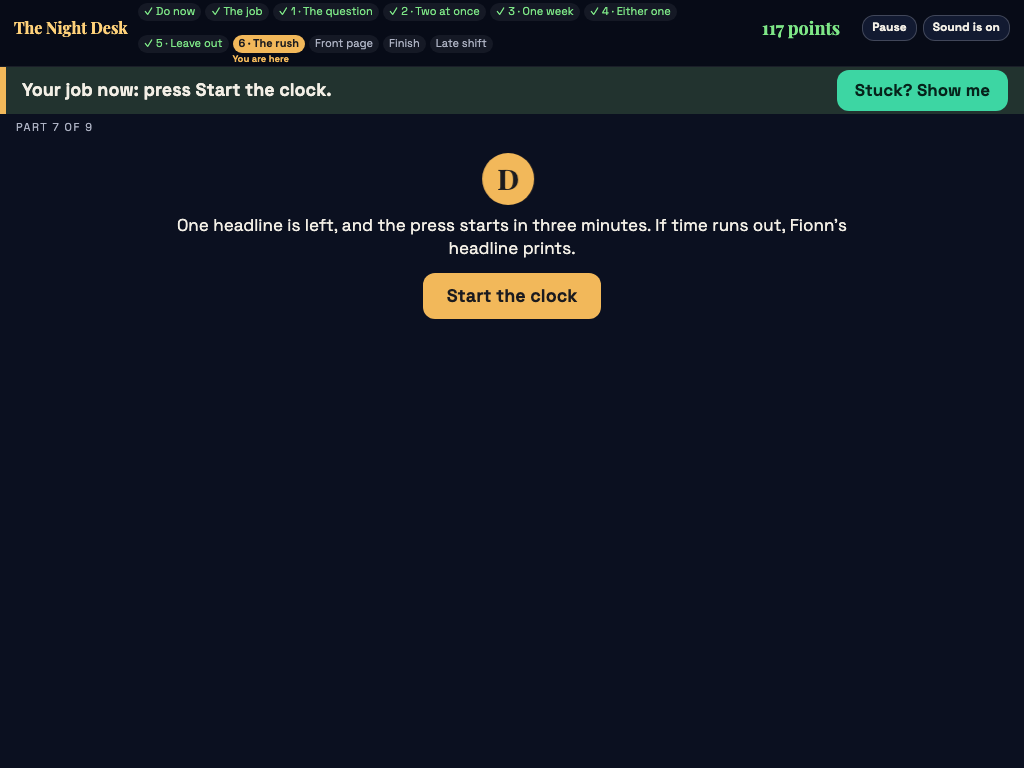 The Night Desk
✓ Do now ✓ The job ✓ 1 · The question ✓ 2 · Two at once ✓ 3 · One week ✓ 4 · Either one
✓ 5 · Leave out 6 · The rush Front page Finish Late shift
You are here
117 points
Pause
Sound is on
Your job now: press Start the clock.
Stuck? Show me
PART 7 OF 9
D
One headline is left, and the press starts in three minutes. If time runs out, Fionn's
headline prints.
Start the clock